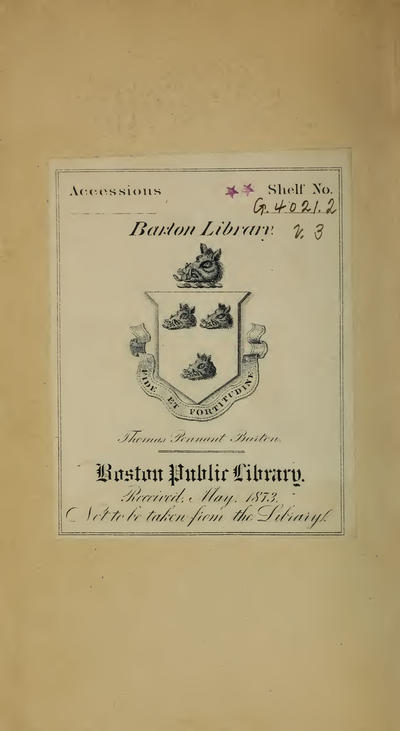 Accessions ** Shelf No.
G. 4021.2
Barton Library. v. 3
FIDE ET FORTITUDINE
Thomas Pennant Barton.
Boston Public Library.
Received, May, 1873.
Not to be taken from the Library!